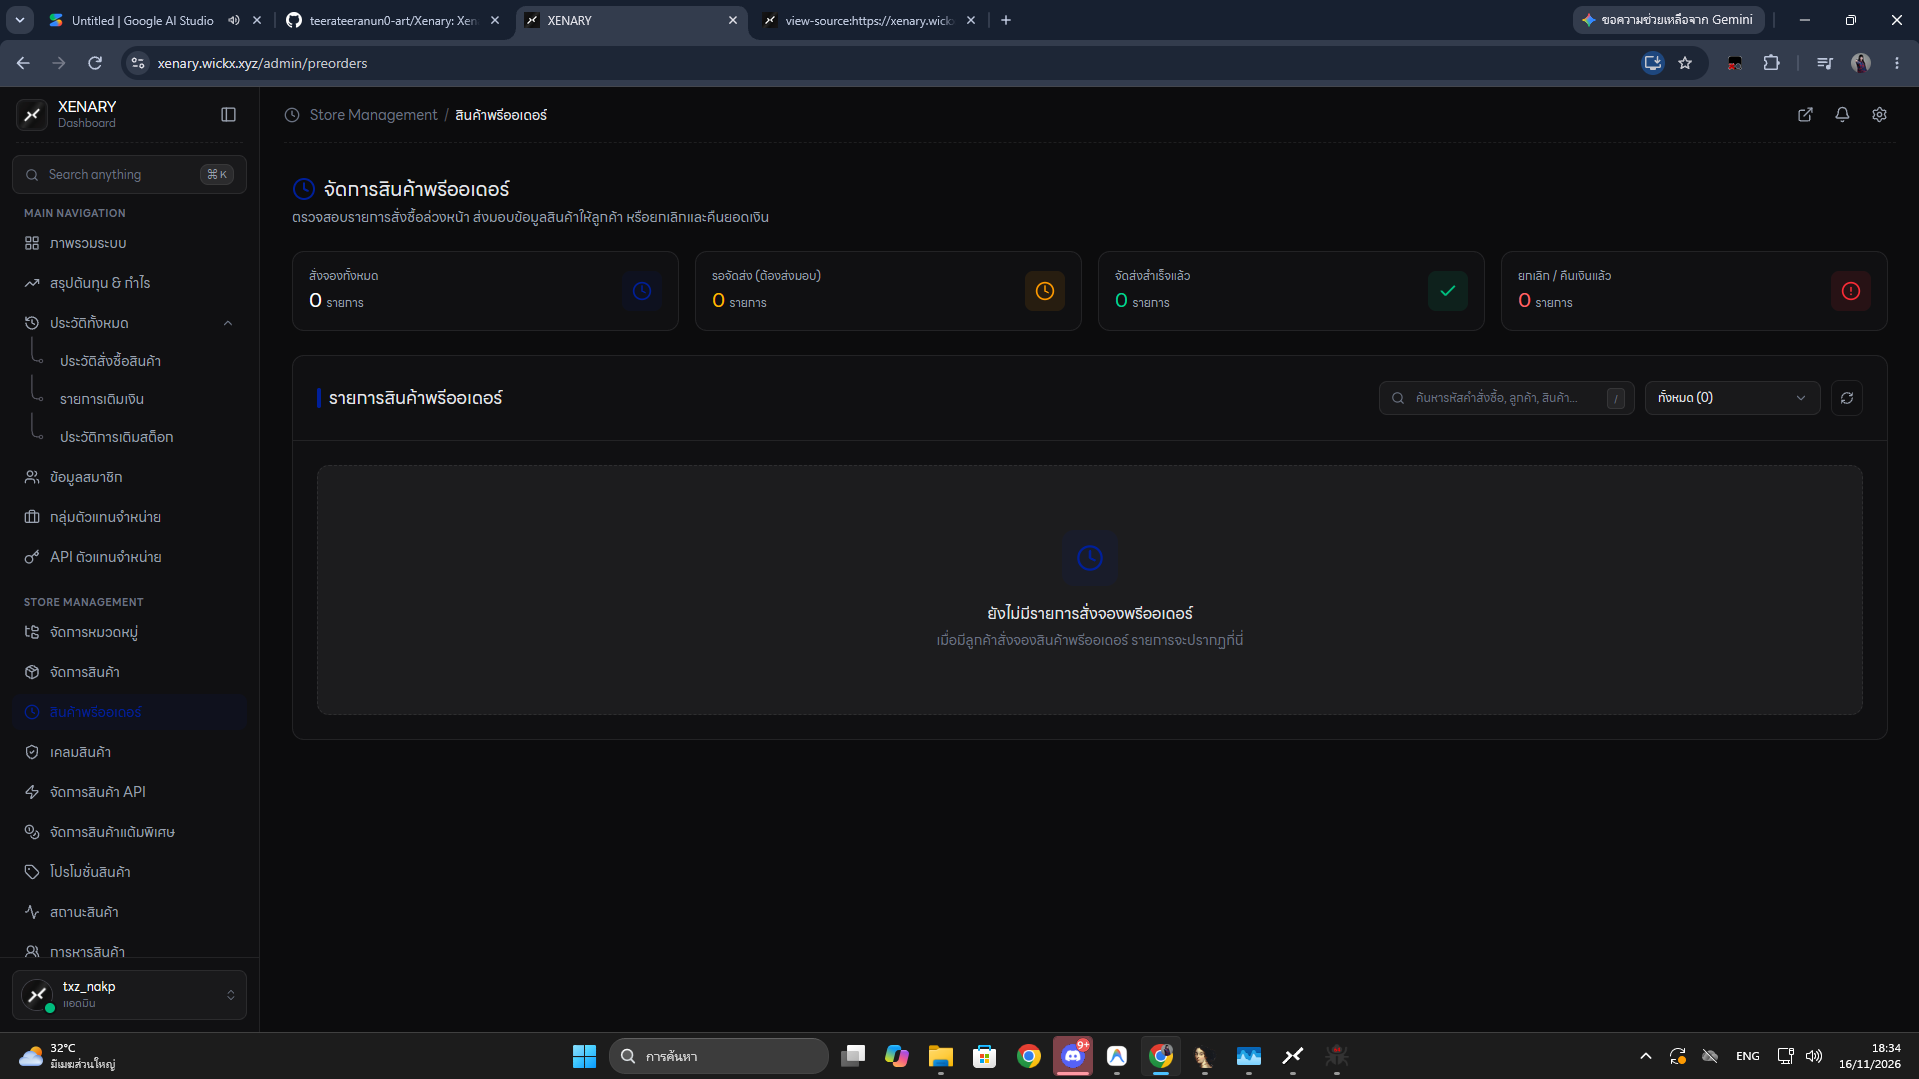 Untitled | Google AI Studio
teerateeranun0-art/Xenary: Xen
XENARY
view-source:https://xenary.wick
ขอความช่วยเหลือจาก Gemini
xenary.wickx.xyz/admin/preorders
XENARY
Dashboard
Search anything
⌘ K
MAIN NAVIGATION
ภาพรวมระบบ
สรุปต้นทุน & กำไร
ประวัติทั้งหมด
ประวัติสั่งซื้อสินค้า
รายการเติมเงิน
ประวัติการเติมสต็อก
ข้อมูลสมาชิก
กลุ่มตัวแทนจำหน่าย
API ตัวแทนจำหน่าย
STORE MANAGEMENT
จัดการหมวดหมู่
จัดการสินค้า
สินค้าพรีออเดอร์
เคลมสินค้า
จัดการสินค้า API
จัดการสินค้าแต้มพิเศษ
โปรโมชั่นสินค้า
สถานะสินค้า
การหารสินค้า
txz_nakp
แอดมิน
Store Management / สินค้าพรีออเดอร์
จัดการสินค้าพรีออเดอร์
ตรวจสอบรายการสั่งซื้อล่วงหน้า ส่งมอบข้อมูลสินค้าให้ลูกค้า หรือยกเลิกและคืนยอดเงิน
สั่งจองทั้งหมด
0 รายการ
รอจัดส่ง (ต้องส่งมอบ)
0 รายการ
จัดส่งสำเร็จแล้ว
0 รายการ
ยกเลิก / คืนเงินแล้ว
0 รายการ
รายการสินค้าพรีออเดอร์
ค้นหารหัสคำสั่งซื้อ, ลูกค้า, สินค้า...
/
ทั้งหมด (0)
ยังไม่มีรายการสั่งจองพรีออเดอร์
เมื่อมีลูกค้าสั่งจองสินค้าพรีออเดอร์ รายการจะปรากฏที่นี่
32°C
มีเมฆส่วนใหญ่
การค้นหา
9+
ENG
18:34
16/11/2026